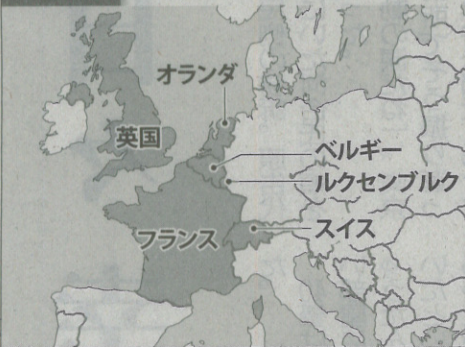 オランダ
英国
ベルギー
ルクセンブルク
フランス
スイス